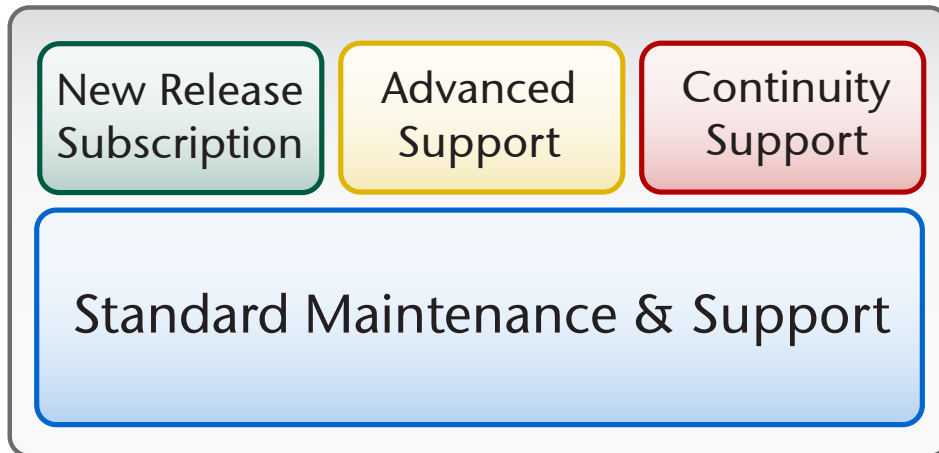 New Release
Subscription
Advanced
Support
Continuity
Support
Standard Maintenance & Support